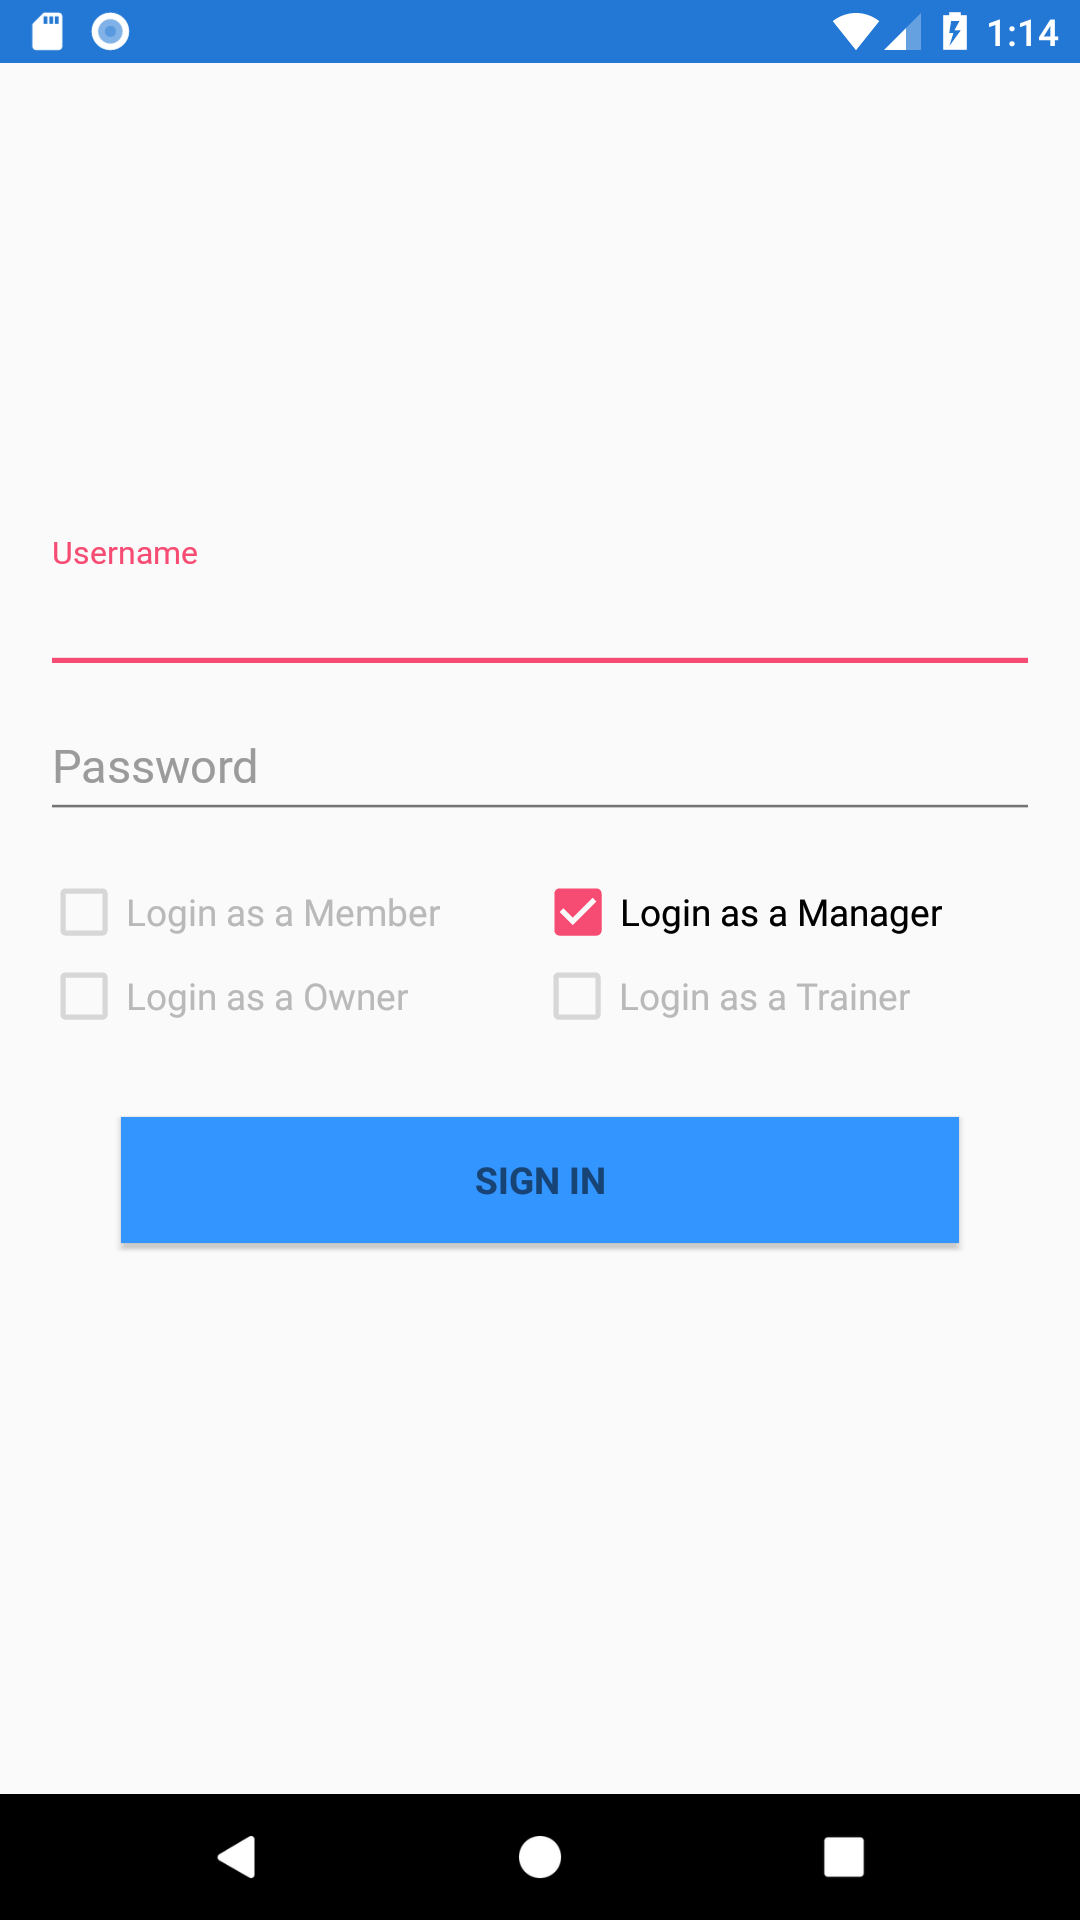 1:14
Username
Password
Login as a Member
Login as a Manager
Login as a Owner
Login as a Trainer
SIGN IN